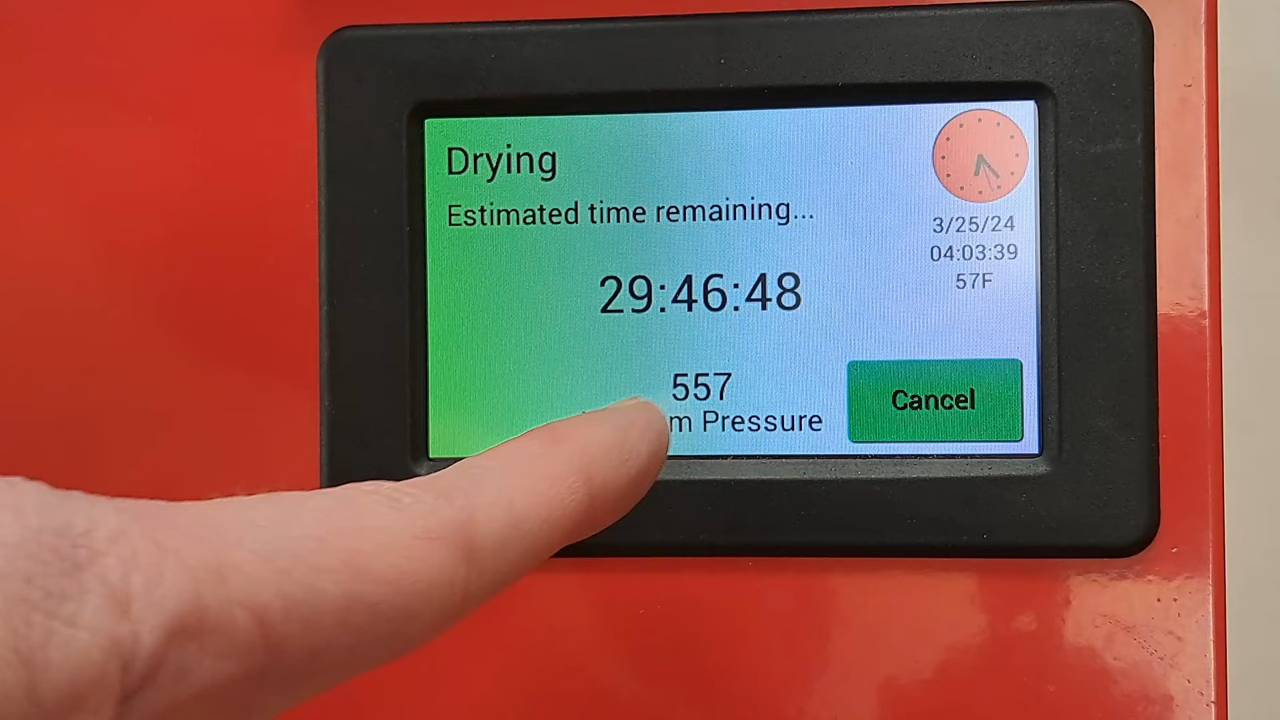 Drying
Estimated time remaining...
29:46:48
3/25/24
04:03:39
57F
557
m Pressure
Cancel